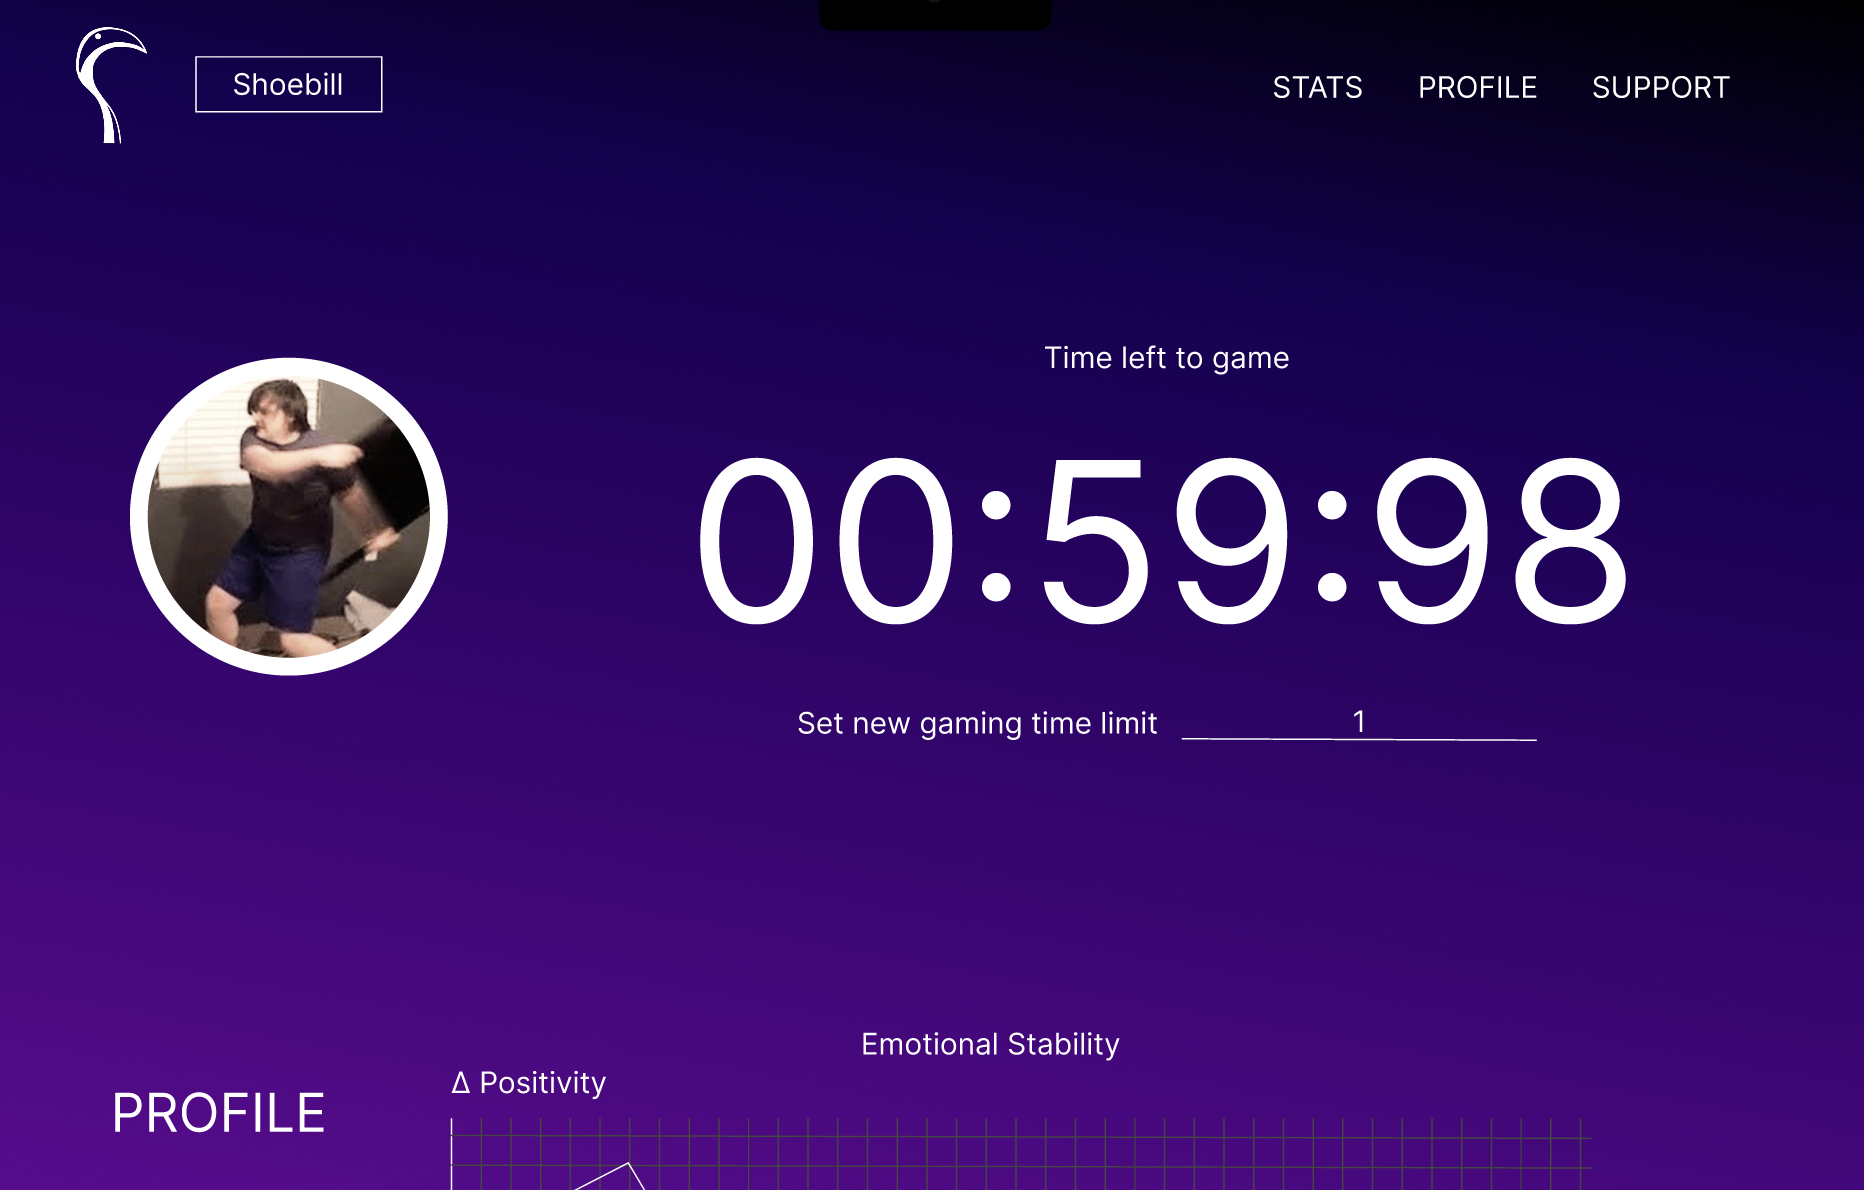 Shoebill
STATS PROFILE SUPPORT
Time left to game
00:59:98
Set new gaming time limit 1
Emotional Stability
Δ Positivity
PROFILE